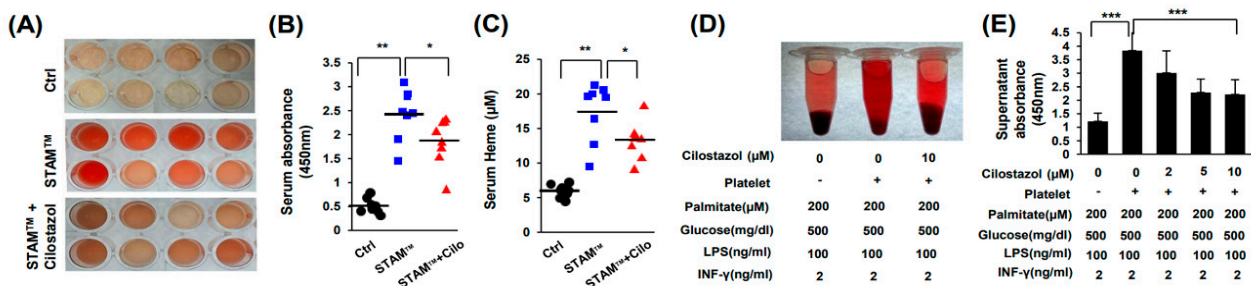 (A)
Ctrl
STAM™
STAM™ +
Cilostazol
(B)
Serum absorbance
(450nm)
3.5
3
2.5
2
1.5
1
0.5
0
**
*
Ctrl
STAM™
STAM™+Cilo
(C)
Serum Heme (μM)
25
20
15
10
5
0
**
*
Ctrl
STAM™
STAM™+Cilo
(D)
Cilostazol (μM) 0 0 10
Platelet - + +
Palmitate(μM) 200 200 200
Glucose(mg/dl) 500 500 500
LPS(ng/ml) 100 100 100
INF-γ(ng/ml) 2 2 2
(E)
Supernatant
absorbance
(450nm)
4.5
4
3.5
3
2.5
2
1.5
1
0.5
0
***
***
Cilostazol (μM) 0 0 2 5 10
Platelet - + + + +
Palmitate(μM) 200 200 200 200 200
Glucose(mg/dl) 500 500 500 500 500
LPS(ng/ml) 100 100 100 100 100
INF-γ(ng/ml) 2 2 2 2 2